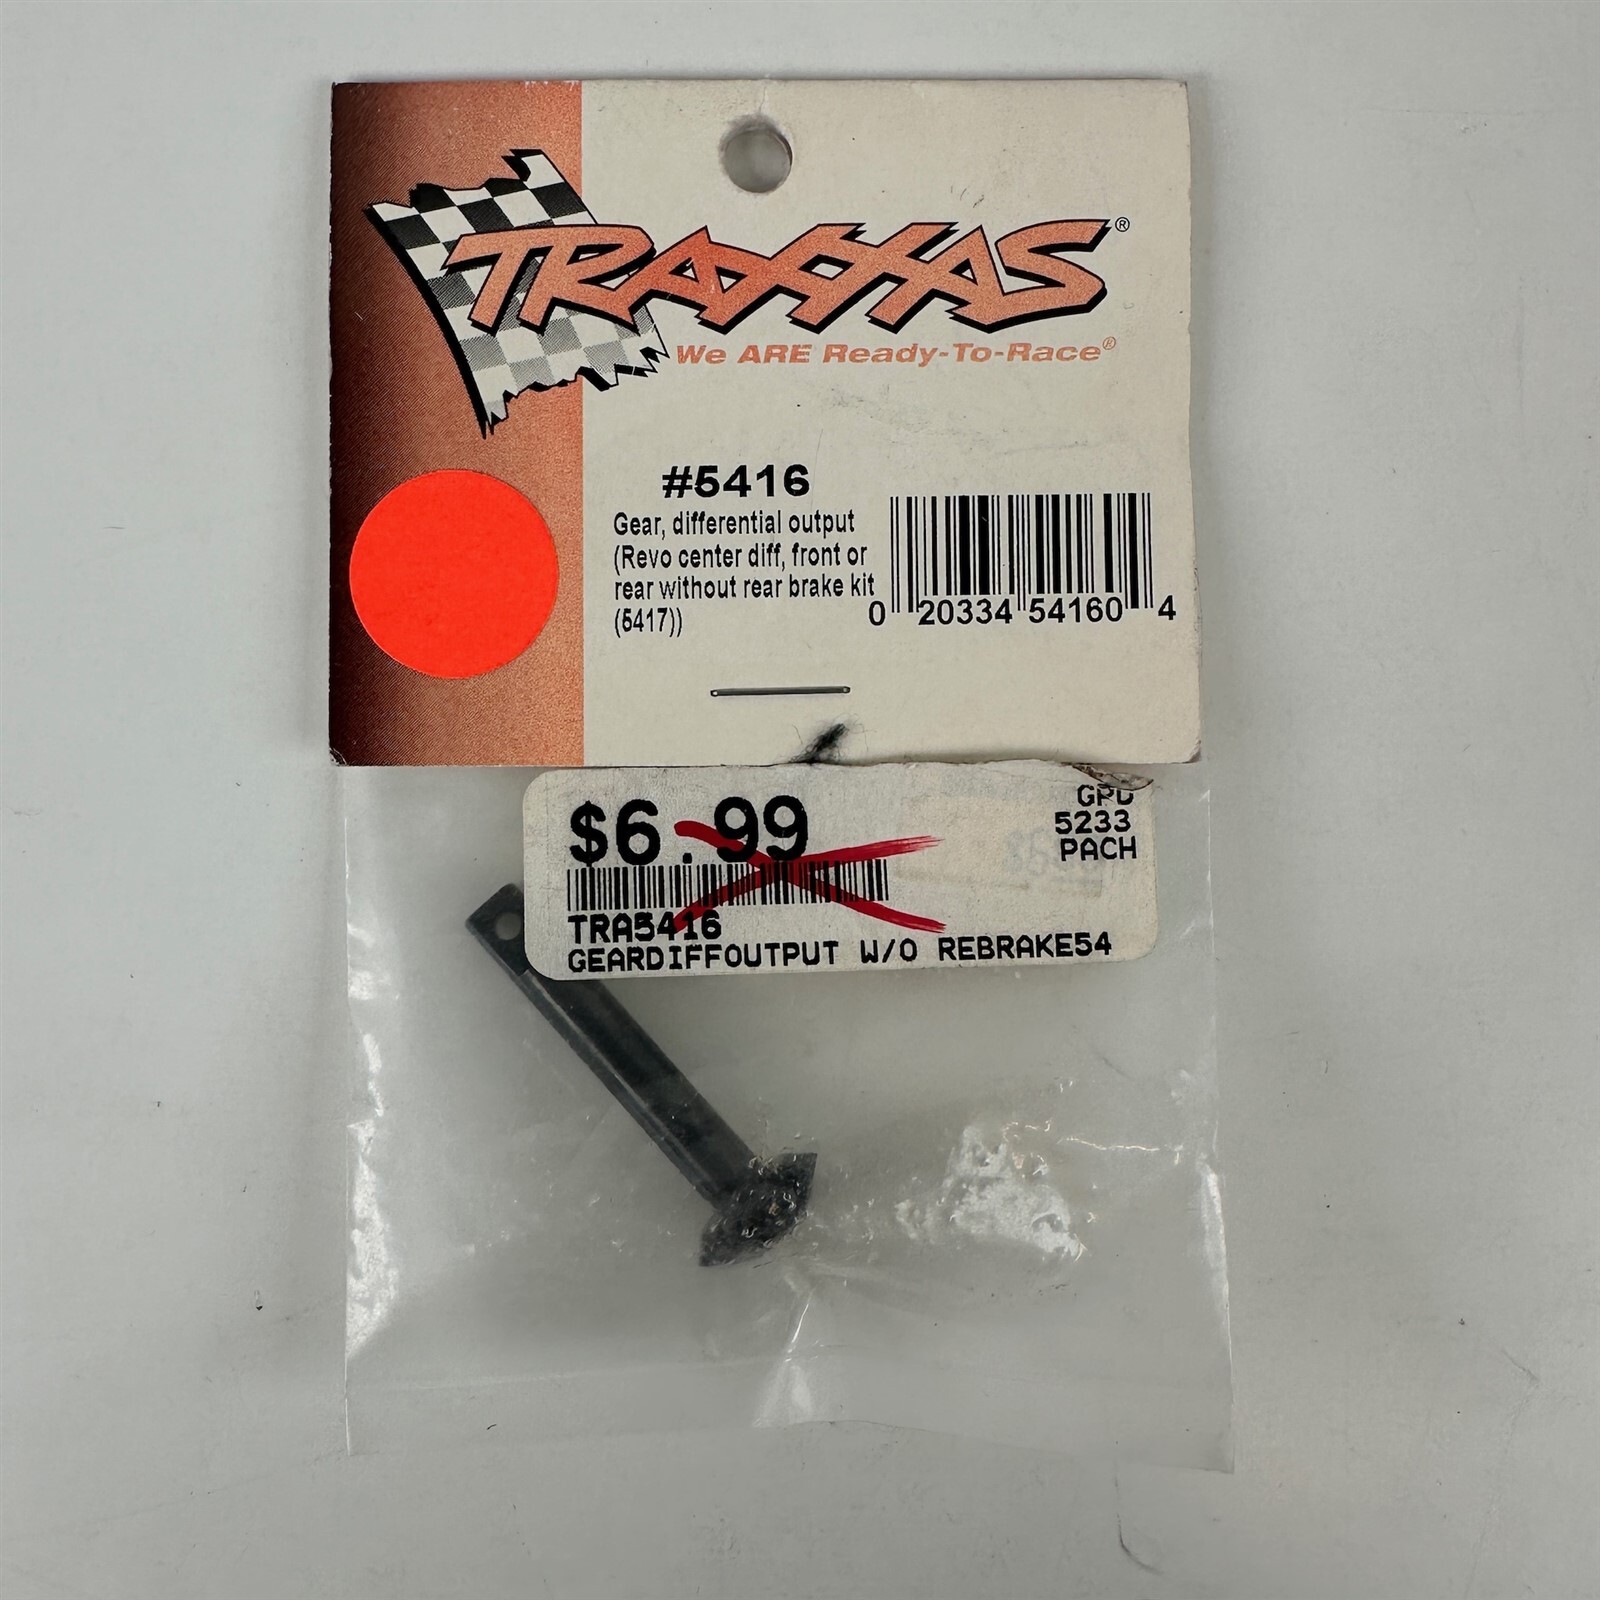 TRAXXAS®
We ARE Ready-To-Race®
#5416
Gear, differential output
(Revo center diff, front or
rear without rear brake kit
(5417))
0 20334 54160 4
$6.99
GPD
5233
PACH
TRA5416
GEARDIFFOUTPUT W/O REBRAKE54